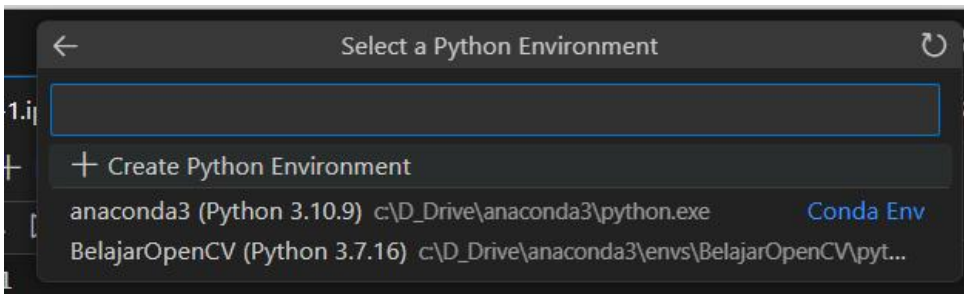 Select a Python Environment
-1.i
+ Create Python Environment
anaconda3 (Python 3.10.9) c:\D_Drive\anaconda3\python.exe Conda Env
BelajarOpenCV (Python 3.7.16) c:\D_Drive\anaconda3\envs\BelajarOpenCV\pyt...